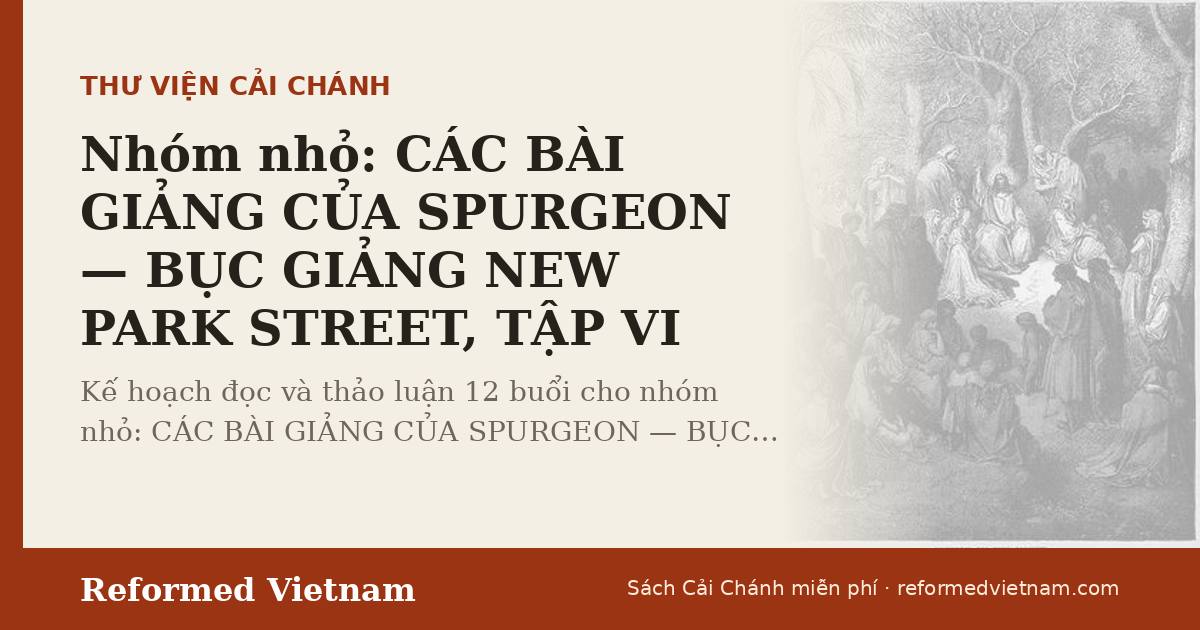 THƯ VIỆN CẢI CHÁNH
Nhóm nhỏ: CÁC BÀI
GIẢNG CỦA SPURGEON
— BỤC GIẢNG NEW
PARK STREET, TẬP VI
Kế hoạch đọc và thảo luận 12 buổi cho nhóm
nhỏ: CÁC BÀI GIẢNG CỦA SPURGEON — BỤC...
Reformed Vietnam
Sách Cải Chánh miễn phí · reformedvietnam.com